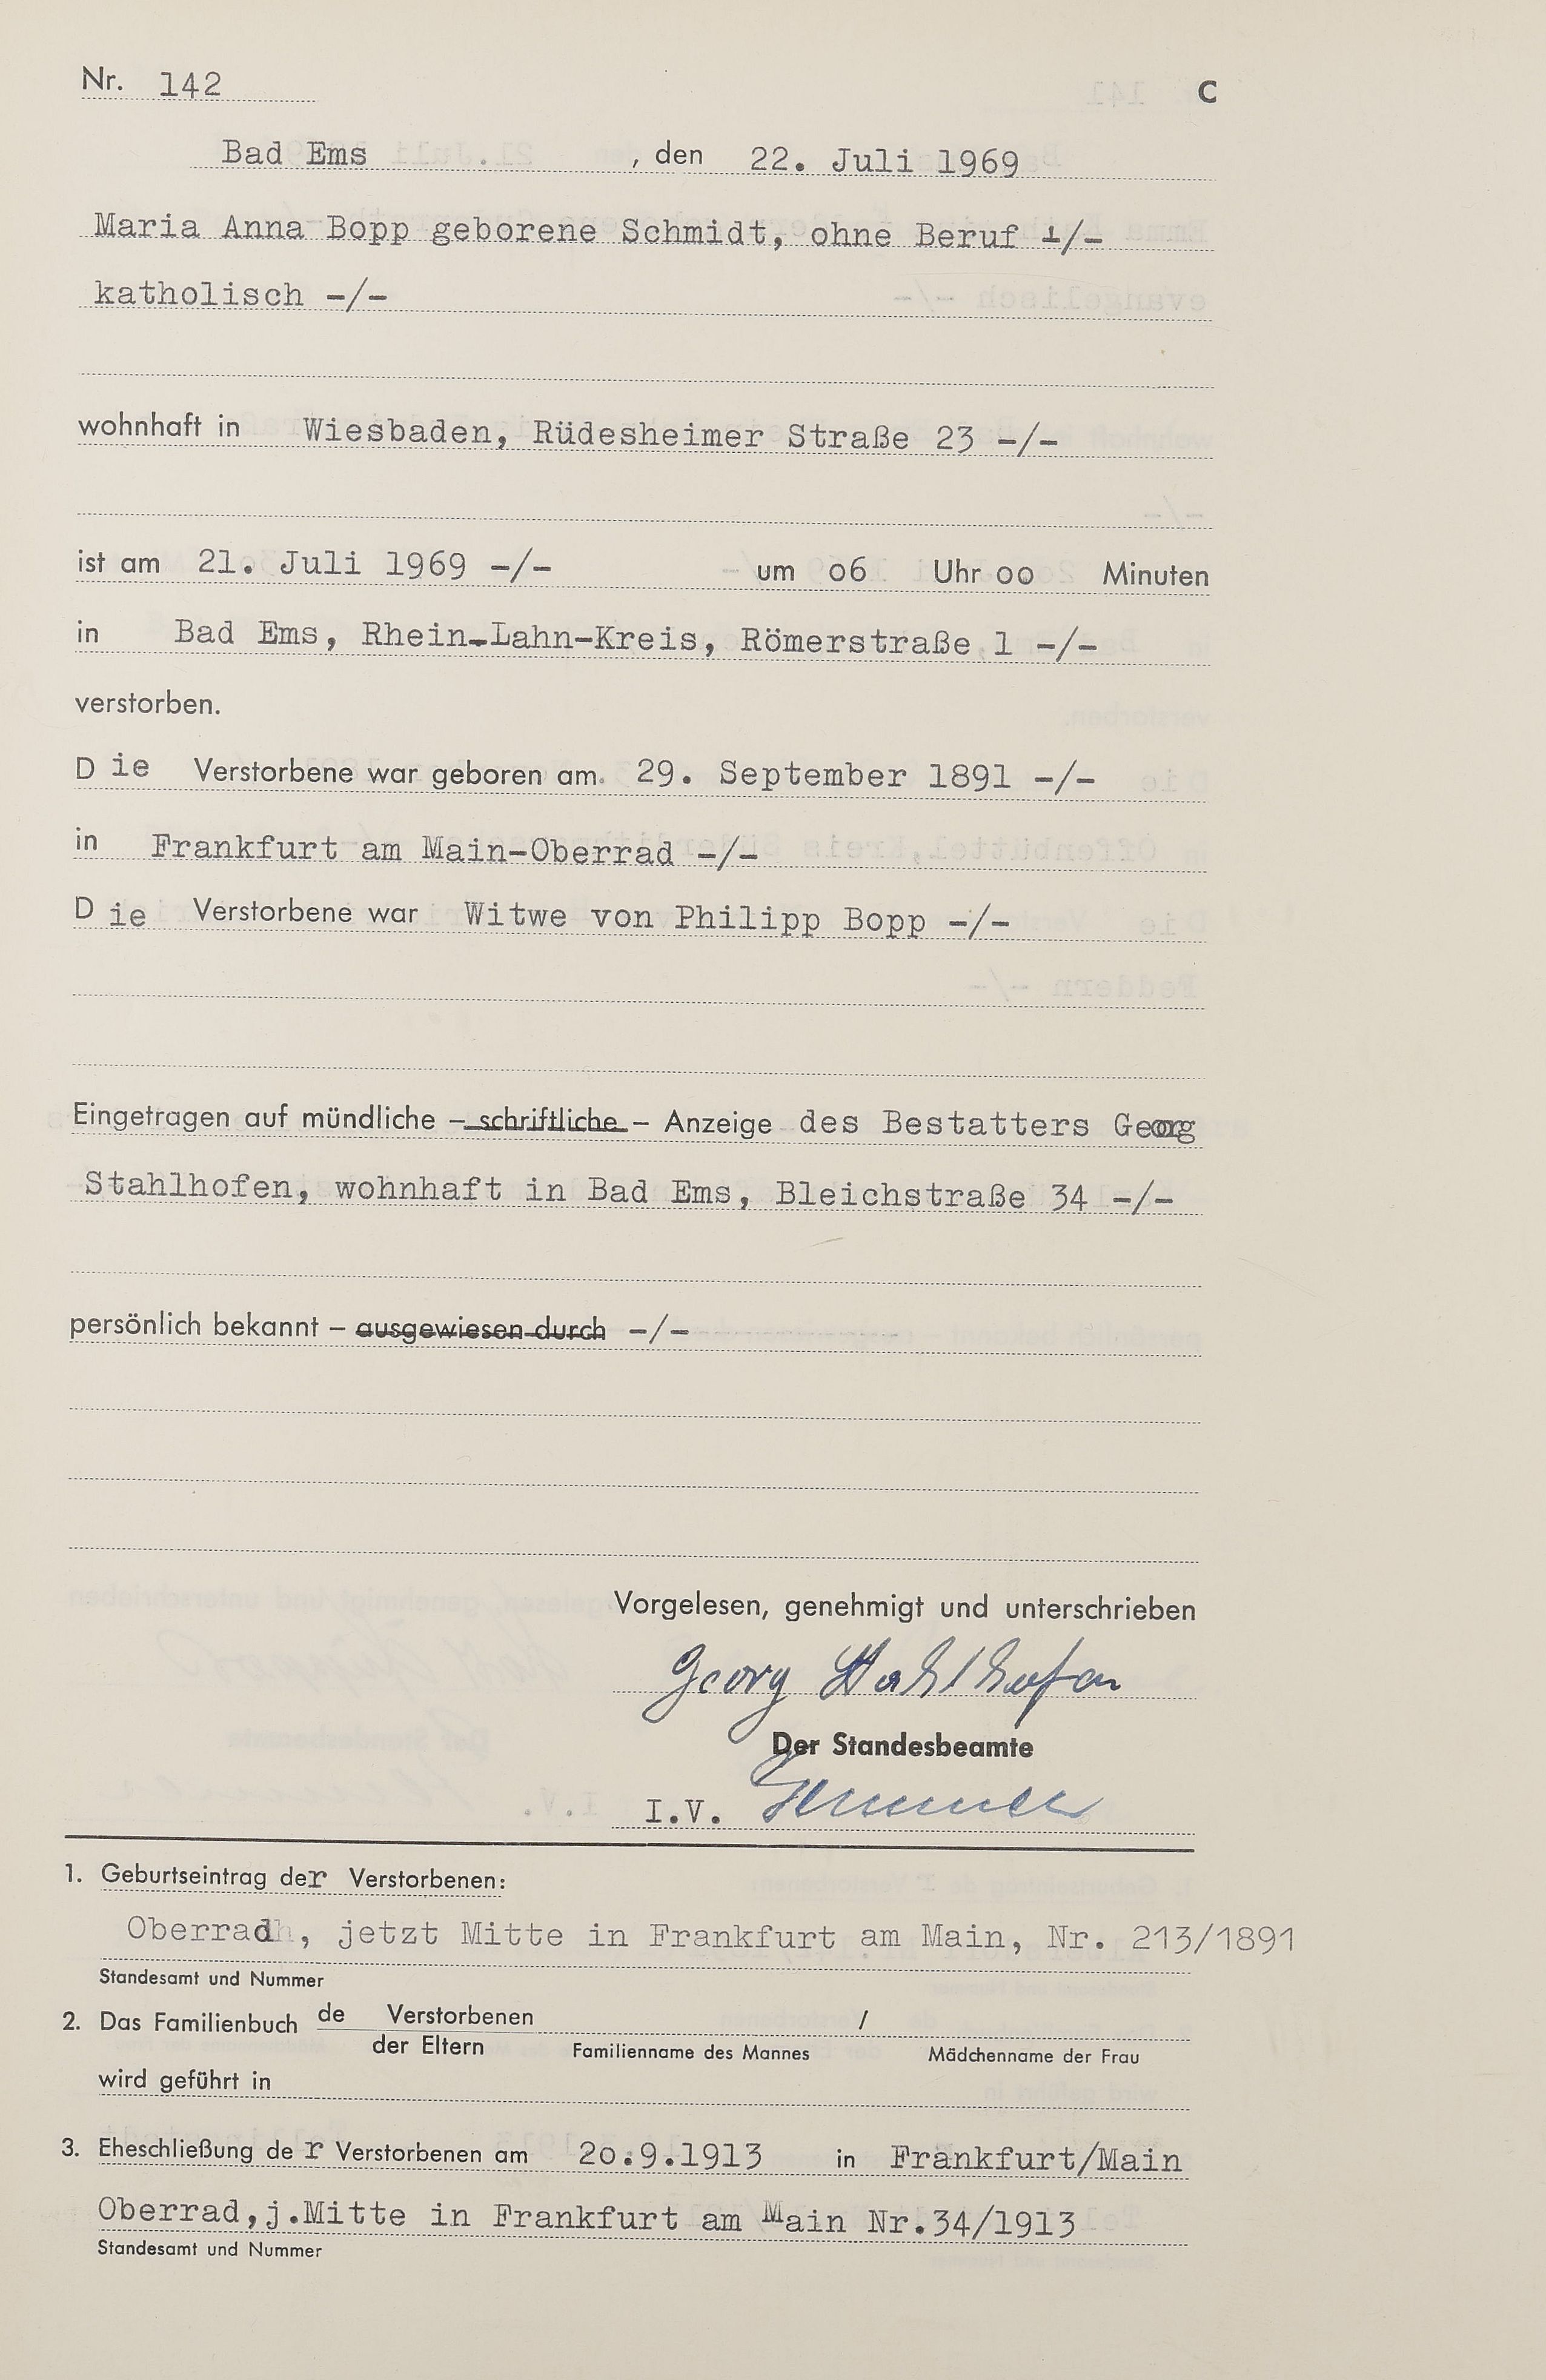 Nr. 142
C
Bad Ems , den 22. Juli 1969
Maria Anna Bopp geborene Schmidt, ohne Beruf -/-
katholisch -/-
wohnhaft in Wiesbaden, Rüdesheimer Straße 23 -/-
ist am 21. Juli 1969 -/- um o6 Uhr oo Minuten
in Bad Ems, Rhein-Lahn-Kreis, Römerstraße 1 -/-
verstorben.
Die Verstorbene war geboren am 29. September 1891 -/-
in Frankfurt am Main-Oberrad -/-
Die Verstorbene war Witwe von Philipp Bopp -/-
Eingetragen auf mündliche – schriftliche – Anzeige des Bestatters Georg
Stahlhofen, wohnhaft in Bad Ems, Bleichstraße 34 -/-
persönlich bekannt – ausgewiesen durch -/-
Vorgelesen, genehmigt und unterschrieben
Georg Stahlhofen
Der Standesbeamte
I.V.
1. Geburtseintrag der Verstorbenen:
Oberrad, jetzt Mitte in Frankfurt am Main, Nr. 213/1891
Standesamt und Nummer
2. Das Familienbuch de Verstorbenen /
der Eltern Familienname des Mannes Mädchenname der Frau
wird geführt in
3. Eheschließung der Verstorbenen am 2o.9.1913 in Frankfurt/Main
Oberrad,j.Mitte in Frankfurt am Main Nr.34/1913
Standesamt und Nummer